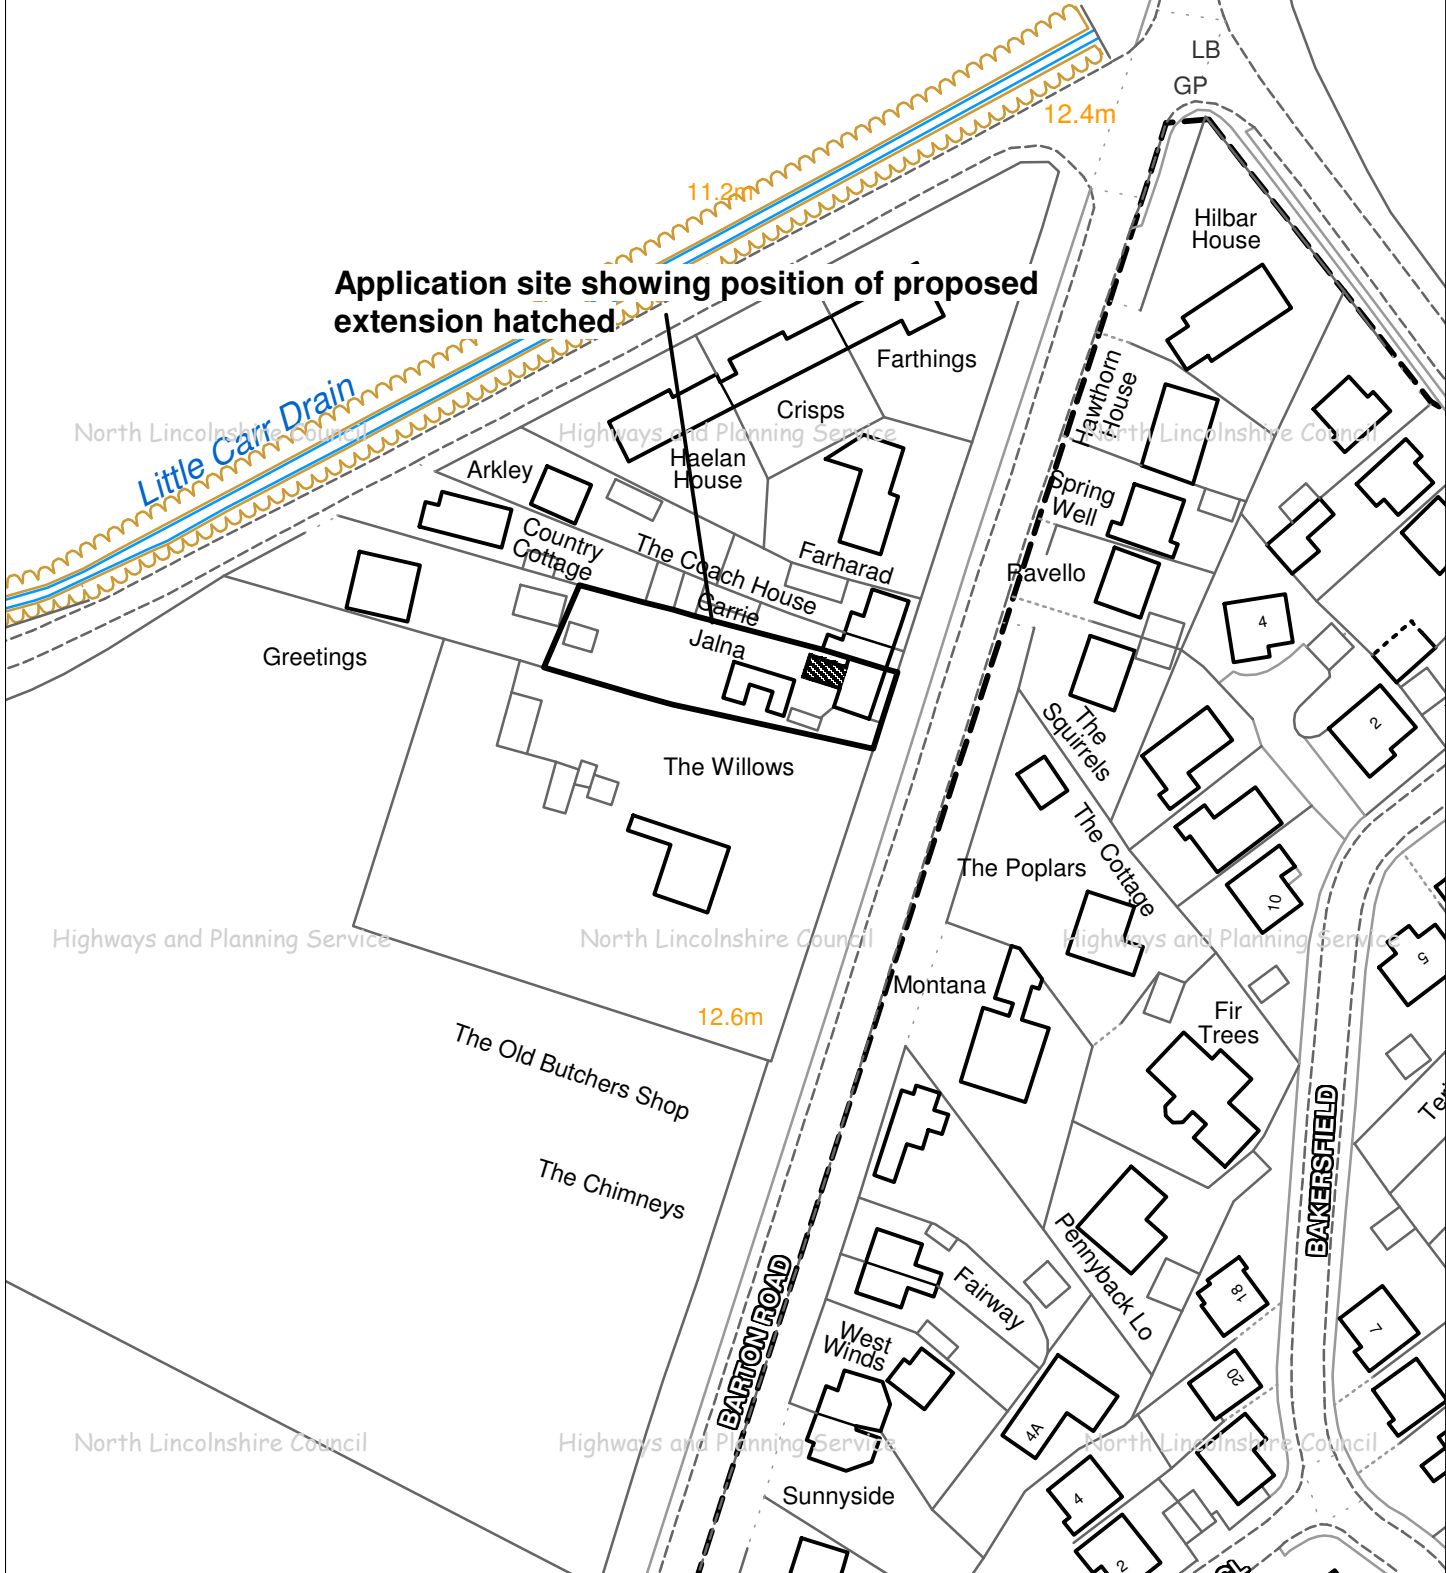 LB
GP
12.4m
11.2m
Hilbar
House
Application site showing position of proposed
extension hatched
Farthings
Hawthorn
House
Crisps
Little Carr Drain
North Lincolnshire Council
Highways and Planning Service
North Lincolnshire Council
Haelan
House
Arkley
Spring
Well
Country
Cottage
The Coach House
Farharad
Ravello
Carrie
4
Jalna
Greetings
The
Squirrels
2
The Willows
The Cottage
The Poplars
10
Highways and Planning Service
North Lincolnshire Council
Highways and Planning Service
5
Montana
12.6m
Fir
Trees
The Old Butchers Shop
Ter
BAKERSFIELD
The Chimneys
Pennyback Lo
Fairway
18
7
BARTON ROAD
West
Winds
20
4A
North Lincolnshire Council
Highways and Planning Service
North Lincolnshire Council
Sunnyside
4
2